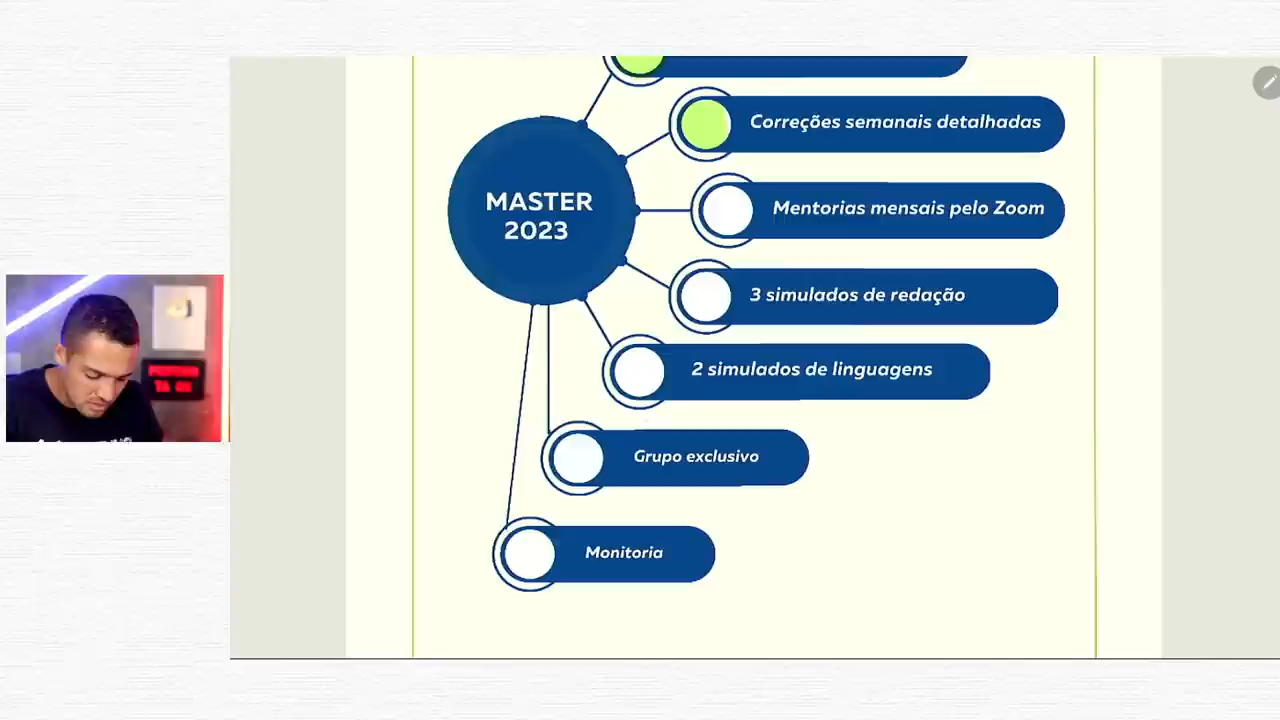 Correções semanais detalhadas
MASTER
2023
Mentorias mensais pelo Zoom
3 simulados de redação
2 simulados de linguagens
Grupo exclusivo
Monitoria